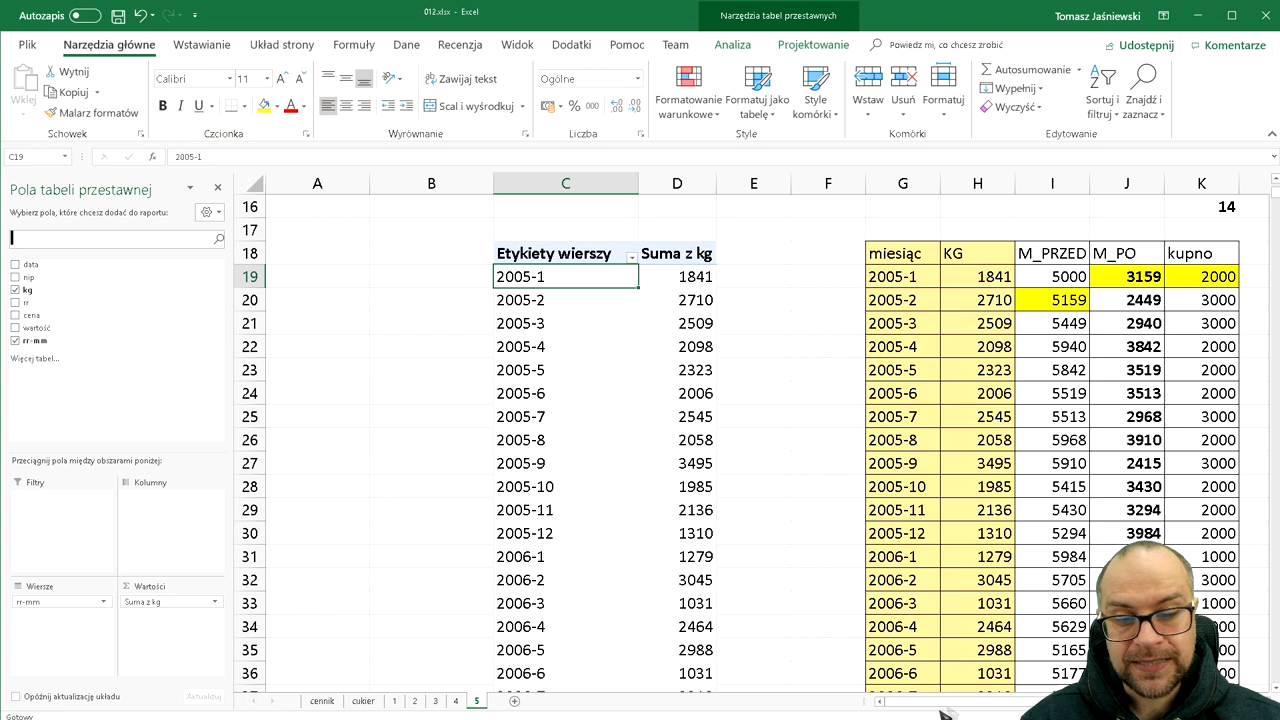 Autozapis
012.xlsx - Excel
Narzędzia tabel przestawnych
Tomasz Jaśniewski
Plik Narzędzia główne Wstawianie Układ strony Formuły Dane Recenzja Widok Dodatki Pomoc Team Analiza Projektowanie Powiedz mi, co chcesz zrobić Udostępnij Komentarze
Wklej
Wytnij
Kopiuj
Malarz formatów
Schowek
Calibri 11
B I U
Czcionka
Zawijaj tekst
Scal i wyśrodkuj
Wyrównanie
Ogólne
% 000
Liczba
Formatowanie warunkowe
Formatuj jako tabelę
Style komórki
Style
Wstaw
Usuń
Formatuj
Komórki
Autosumowanie
Wypełnij
Wyczyść
Sortuj i filtruj
Znajdź i zaznacz
Edytowanie
C19 fx 2005-1
Pola tabeli przestawnej
Wybierz pola, które chcesz dodać do raportu:
data
nip
kg
rr
cena
wartość
rr-mm
Więcej tabel...
Przeciągnij pola między obszarami poniżej:
Filtry
Kolumny
Wiersze
Wartości
rr-mm
Suma z kg
Opóźnij aktualizację układu
Aktualizuj
A B C D E F G H I J K
16 14
17
18 Etykiety wierszy Suma z kg miesiąc KG M_PRZED M_PO kupno
19 2005-1 1841 2005-1 1841 5000 3159 2000
20 2005-2 2710 2005-2 2710 5159 2449 3000
21 2005-3 2509 2005-3 2509 5449 2940 3000
22 2005-4 2098 2005-4 2098 5940 3842 2000
23 2005-5 2323 2005-5 2323 5842 3519 2000
24 2005-6 2006 2005-6 2006 5519 3513 2000
25 2005-7 2545 2005-7 2545 5513 2968 3000
26 2005-8 2058 2005-8 2058 5968 3910 2000
27 2005-9 3495 2005-9 3495 5910 2415 3000
28 2005-10 1985 2005-10 1985 5415 3430 2000
29 2005-11 2136 2005-11 2136 5430 3294 2000
30 2005-12 1310 2005-12 1310 5294 3984 2000
31 2006-1 1279 2006-1 1279 5984 1000
32 2006-2 3045 2006-2 3045 5705 3000
33 2006-3 1031 2006-3 1031 5660 1000
34 2006-4 2464 2006-4 2464 5629
35 2006-5 2988 2006-5 2988 5165
36 2006-6 1031 2006-6 1031 5177
cennik cukier 1 2 3 4 5
Gotowy